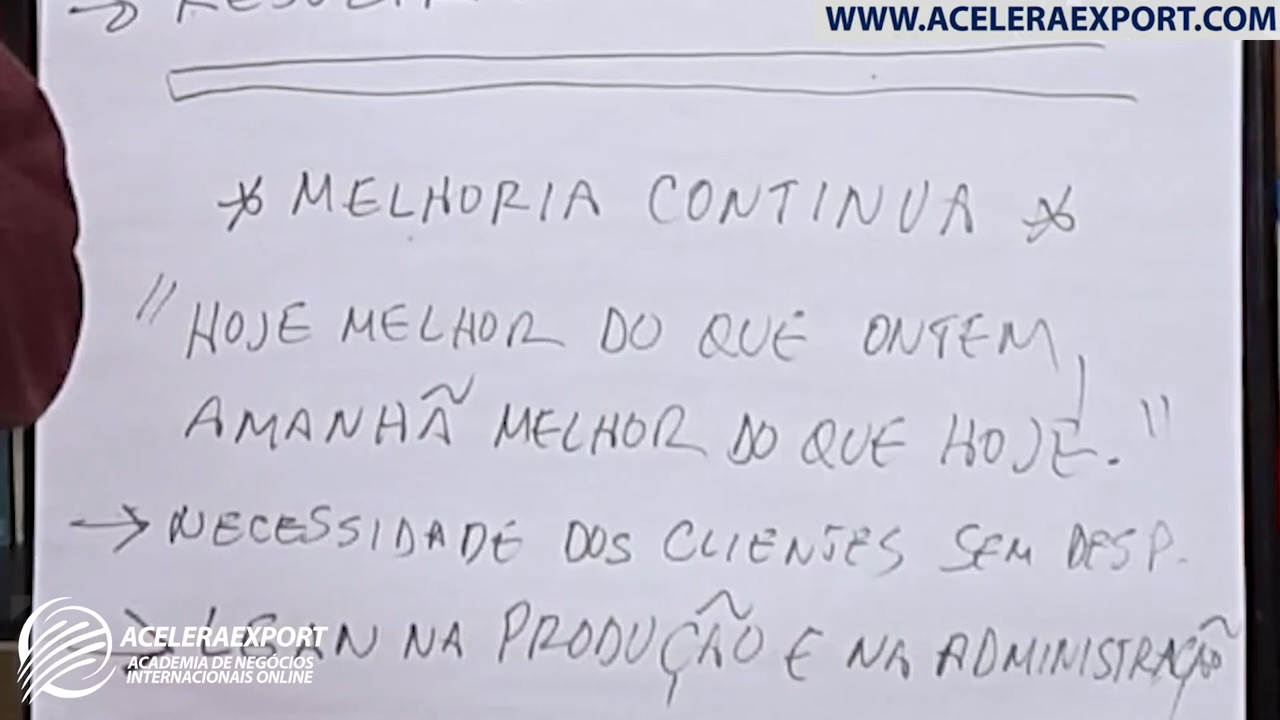 WWW.ACELERAEXPORT.COM
* MELHORIA CONTINUA *
"HOJE MELHOR DO QUE ONTEM,
AMANHÃ MELHOR DO QUE HOJE."
→ NECESSIDADE DOS CLIENTES SEM DESP.
→ LEAN NA PRODUÇÃO E NA ADMINISTRAÇÃO
ACELERAEXPORT
ACADEMIA DE NEGÓCIOS
INTERNACIONAIS ONLINE